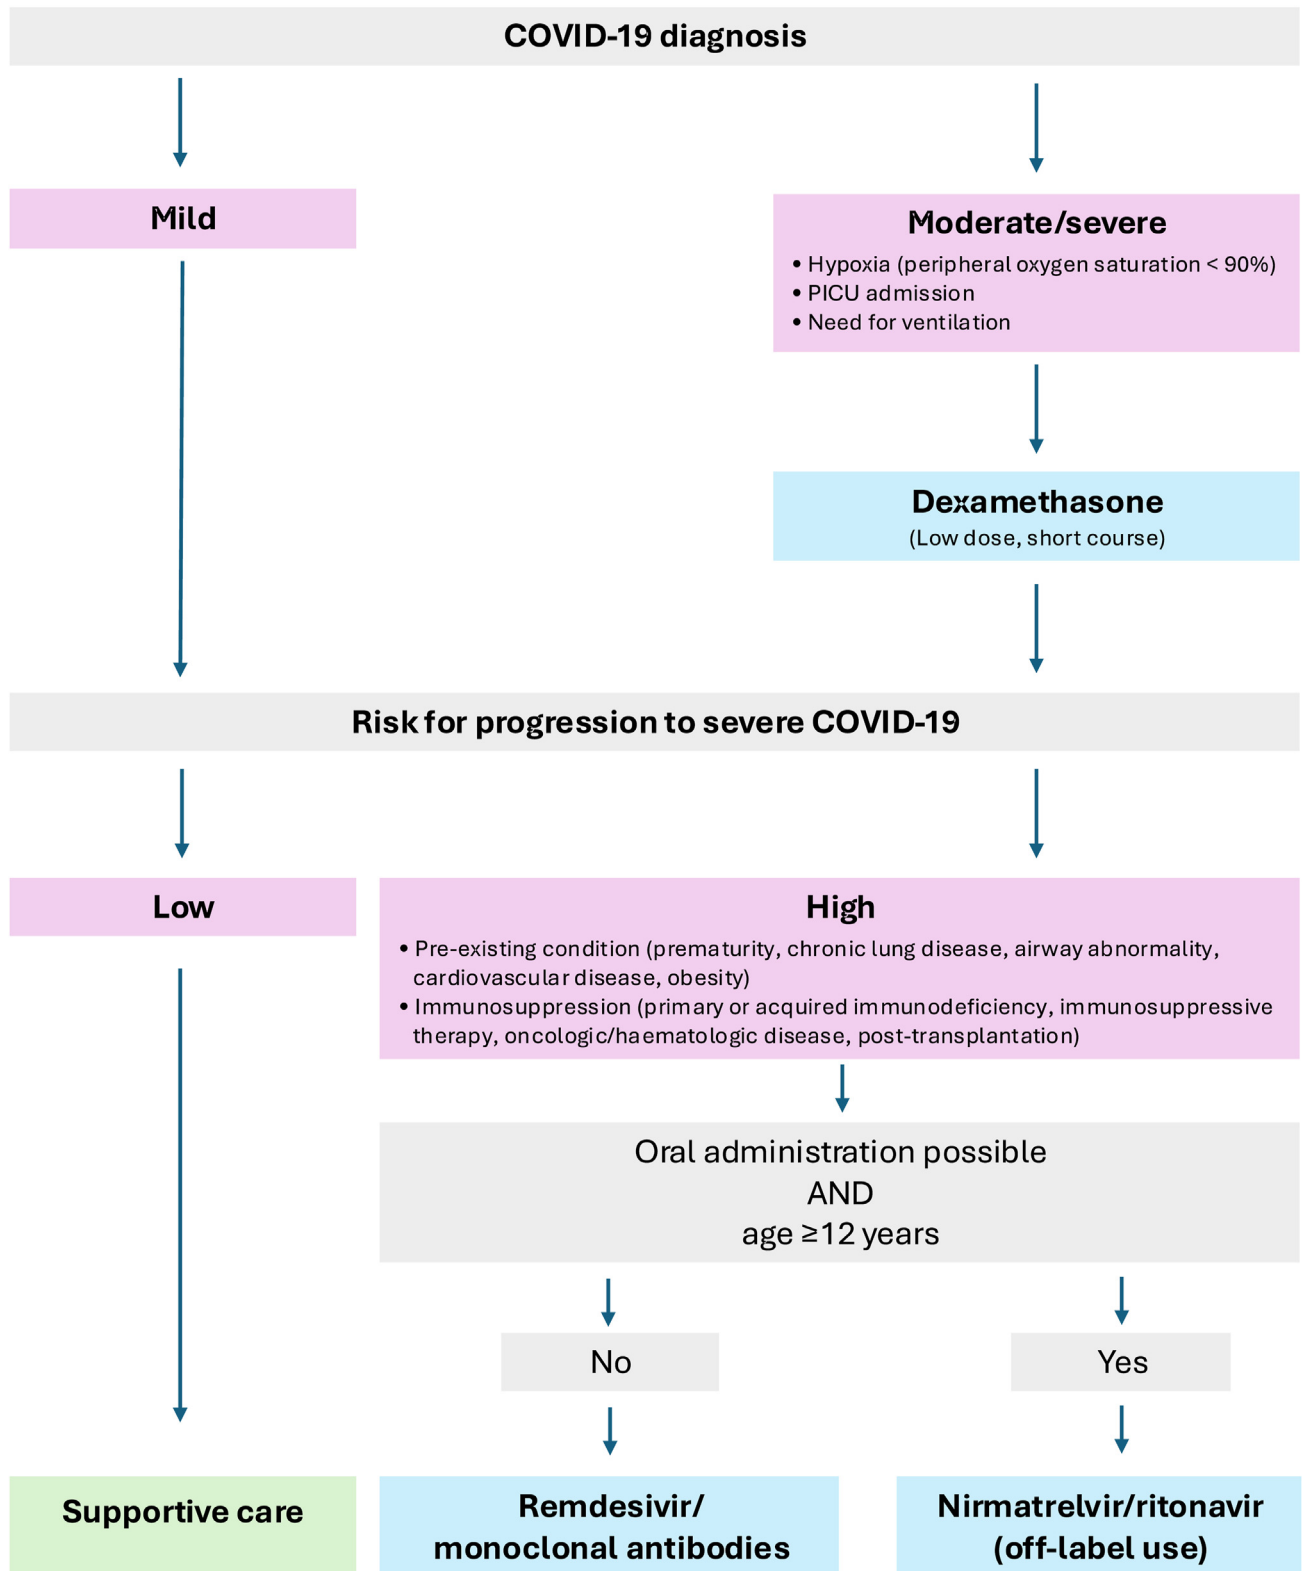 COVID-19 diagnosis
Mild
Moderate/severe
• Hypoxia (peripheral oxygen saturation < 90%)
• PICU admission
• Need for ventilation
Dexamethasone
(Low dose, short course)
Risk for progression to severe COVID-19
Low
High
• Pre-existing condition (prematurity, chronic lung disease, airway abnormality,
cardiovascular disease, obesity)
• Immunosuppression (primary or acquired immunodeficiency, immunosuppressive
therapy, oncologic/haematologic disease, post-transplantation)
Oral administration possible
AND
age ≥12 years
No
Yes
Supportive care
Remdesivir/
monoclonal antibodies
Nirmatrelvir/ritonavir
(off-label use)